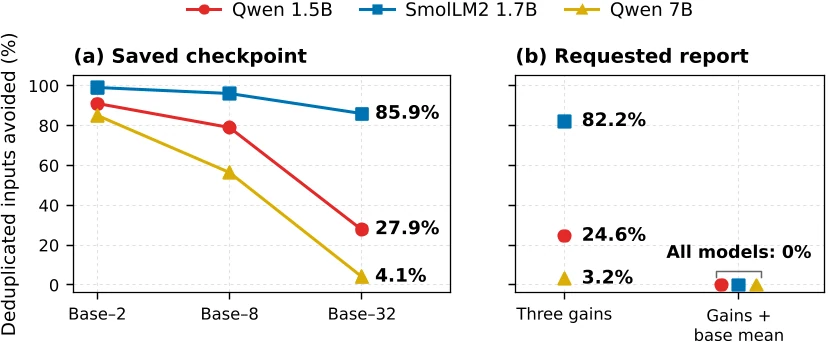 Qwen 1.5B SmolLM2 1.7B Qwen 7B
(a) Saved checkpoint
Deduplicated inputs avoided (%)
100
80
60
40
20
0
85.9%
27.9%
4.1%
Base–2 Base–8 Base–32
(b) Requested report
82.2%
24.6%
All models: 0%
3.2%
Three gains
Gains +
base mean